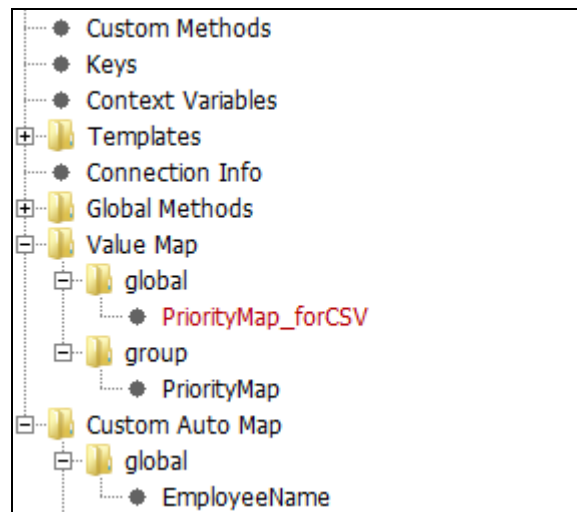 Custom Methods
Keys
Context Variables
Templates
Connection Info
Global Methods
Value Map
global
PriorityMap_forCSV
group
PriorityMap
Custom Auto Map
global
EmployeeName